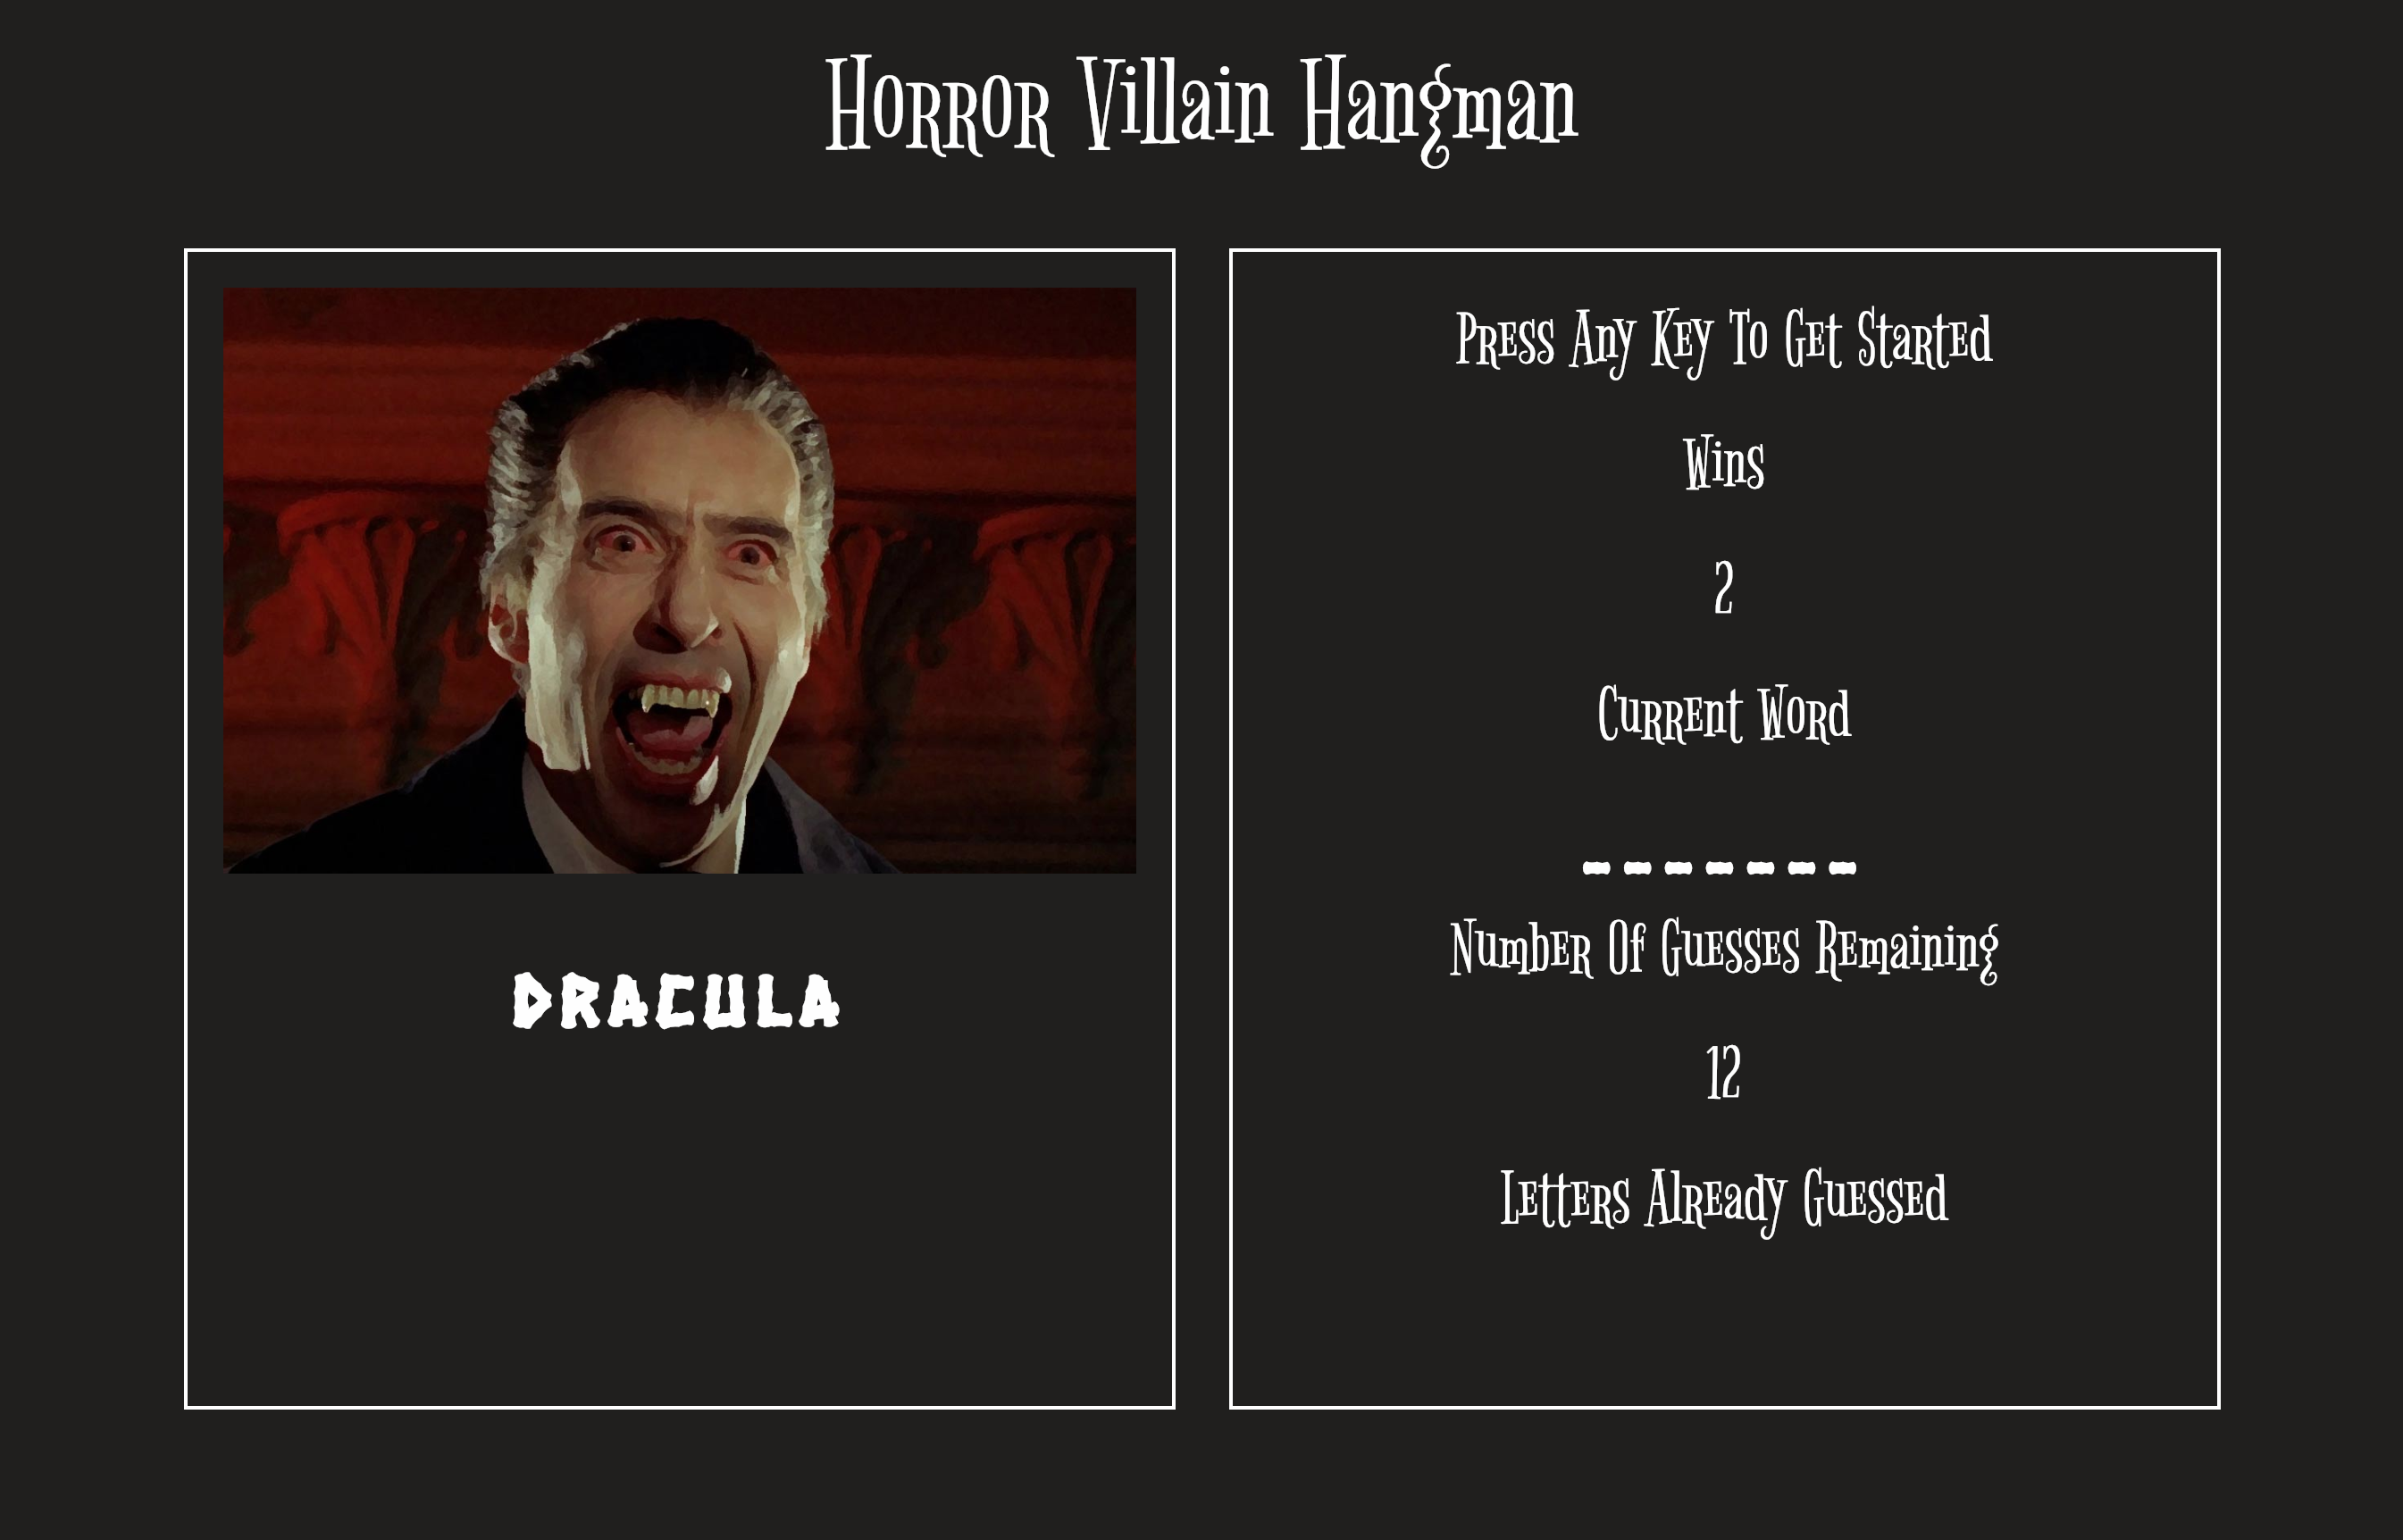 Horror Villain Hangman
DRACULA
Press Any Key To Get Started
Wins
2
Current Word
_ _ _ _ _ _ _
Number Of Guesses Remaining
12
Letters Already Guessed